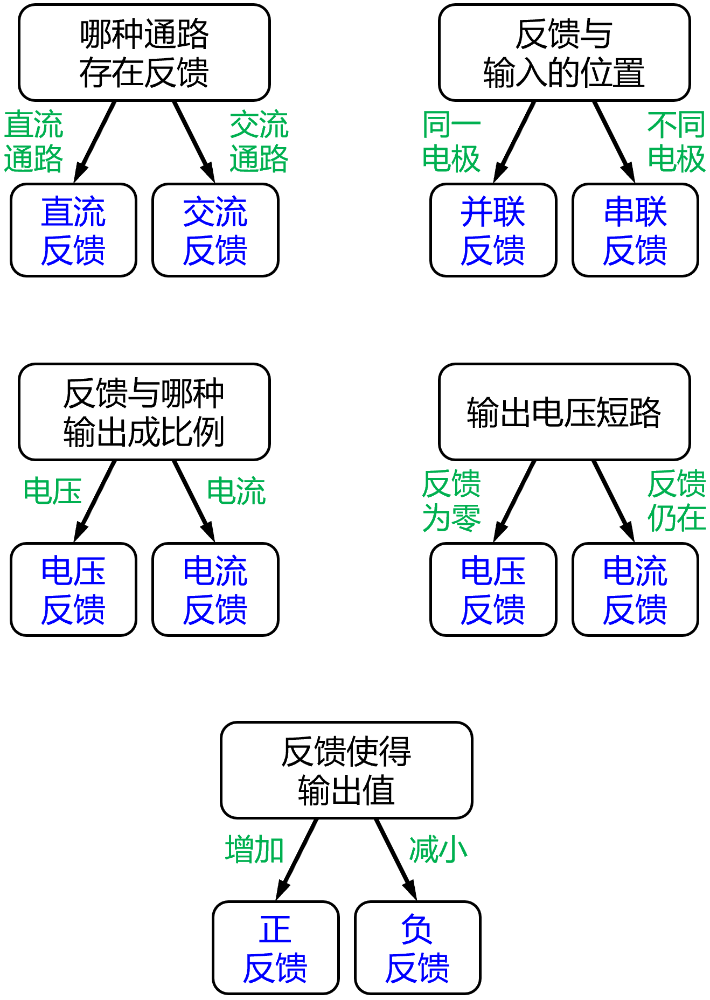 哪种通路
存在反馈
直流
通路
交流
通路
直流
反馈
交流
反馈
反馈与
输入的位置
同一
电极
不同
电极
并联
反馈
串联
反馈
反馈与哪种
输出成比例
电压
电流
电压
反馈
电流
反馈
输出电压短路
反馈
为零
反馈
仍在
电压
反馈
电流
反馈
反馈使得
输出值
增加
减小
正
反馈
负
反馈